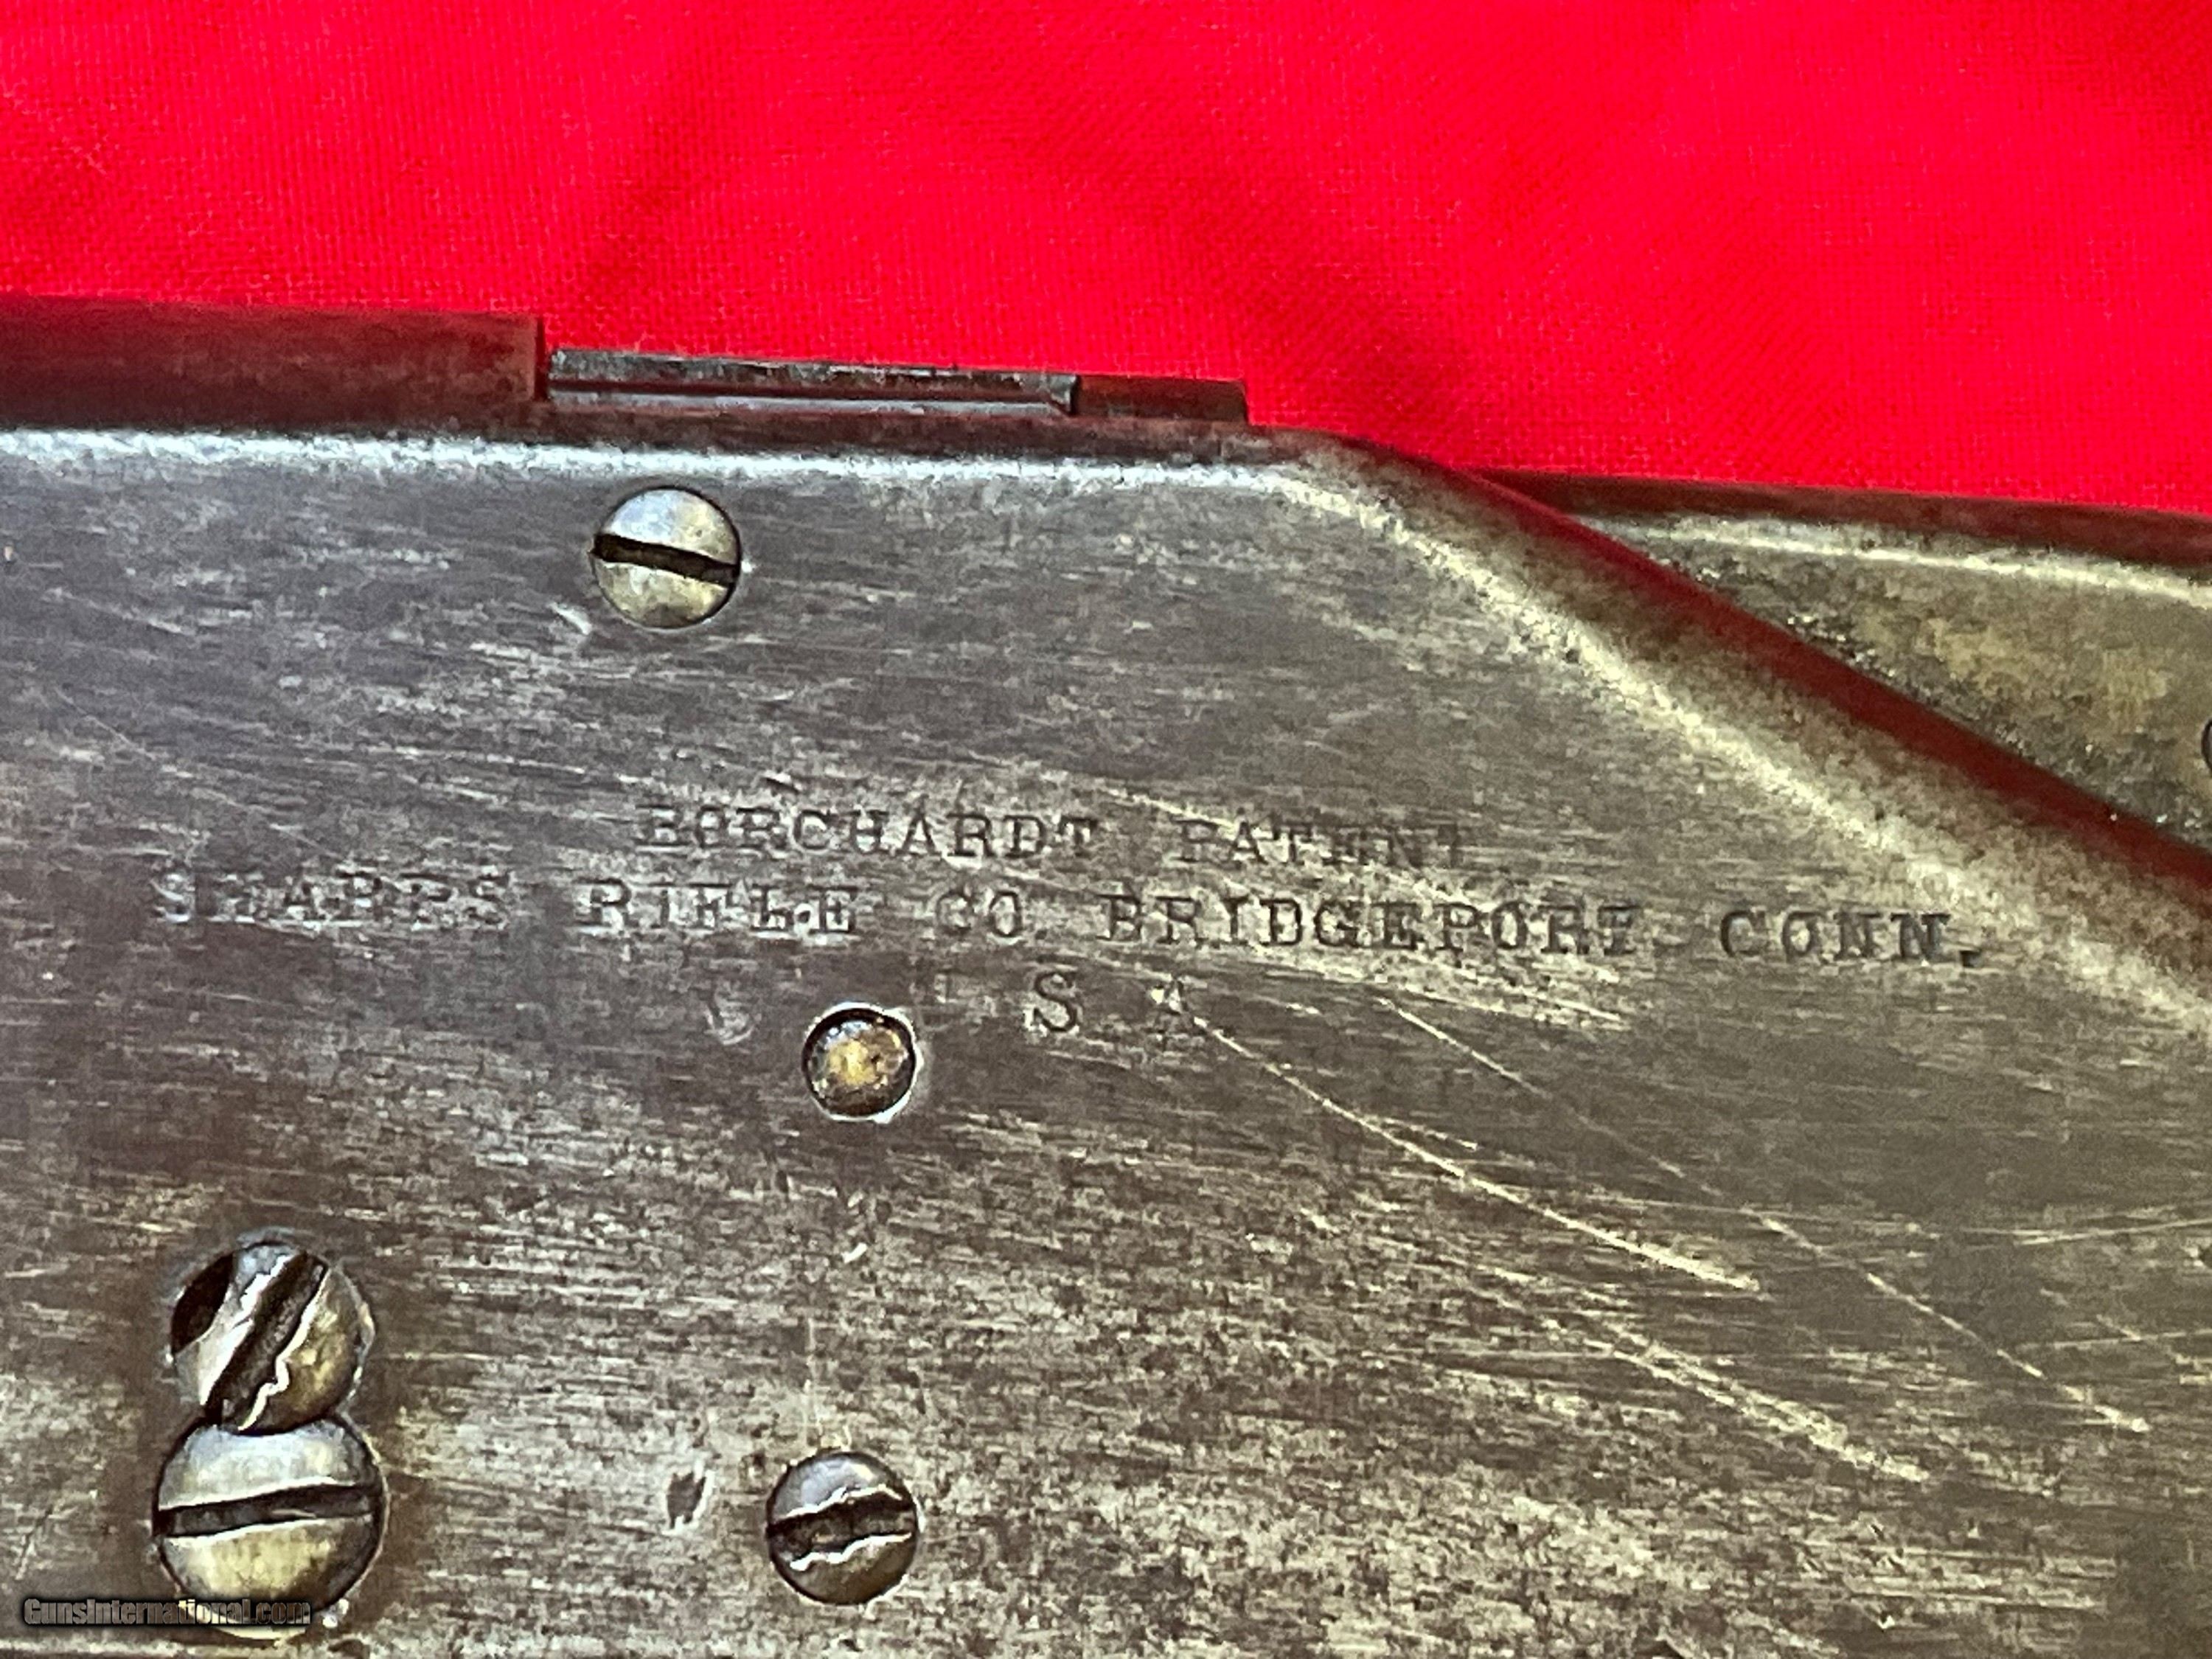 BORCHARDT PATENT
SHARPS RIFLE CO. BRIDGEPORT CONN.
U S A
GunsInternational.com